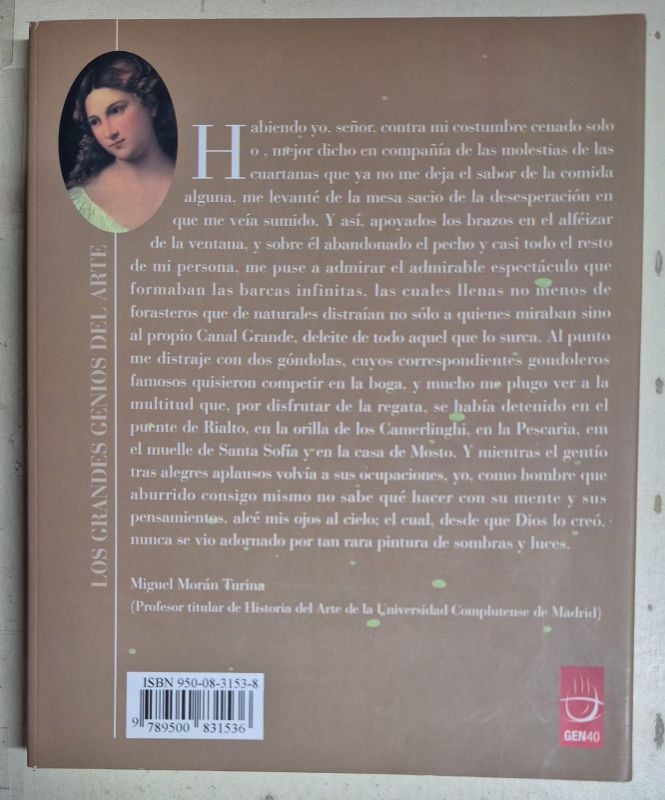 LOS GRANDES GENIOS DEL ARTE
Habiendo yo, señor, contra mi costumbre cenado solo
o , mejor dicho en compañía de las molestias de las
cuartanas que ya no me deja el sabor de la comida
alguna, me levanté de la mesa sacio de la desesperación en
que me veía sumido. Y así, apoyados los brazos en el alféizar
de la ventana, y sobre él abandonado el pecho y casi todo el resto
de mi persona, me puse a admirar el admirable espectáculo que
formaban las barcas infinitas, las cuales llenas no menos de
forasteros que de naturales distraían no sólo a quienes miraban sino
al propio Canal Grande, deleite de todo aquel que lo surca. Al punto
me distraje con dos góndolas, cuyos correspondientes gondoleros
famosos quisieron competir en la boga, y mucho me plugo ver a la
multitud que, por disfrutar de la regata, se había detenido en el
puente de Rialto, en la orilla de los Camerlinghi, en la Pescaria, em
el muelle de Santa Sofía y en la casa de Mosto. Y mientras el gentío
tras alegres aplausos volvía a sus ocupaciones, yo, como hombre que
aburrido consigo mismo no sabe qué hacer con su mente y sus
pensamientos, alcé mis ojos al cielo; el cual, desde que Dios lo creó,
nunca se vio adornado por tan rara pintura de sombras y luces.
Miguel Morán Turina
(Profesor titular de Historia del Arte de la Universidad Complutense de Madrid)
ISBN 950-08-3153-8
9 789500 831536
GEN40